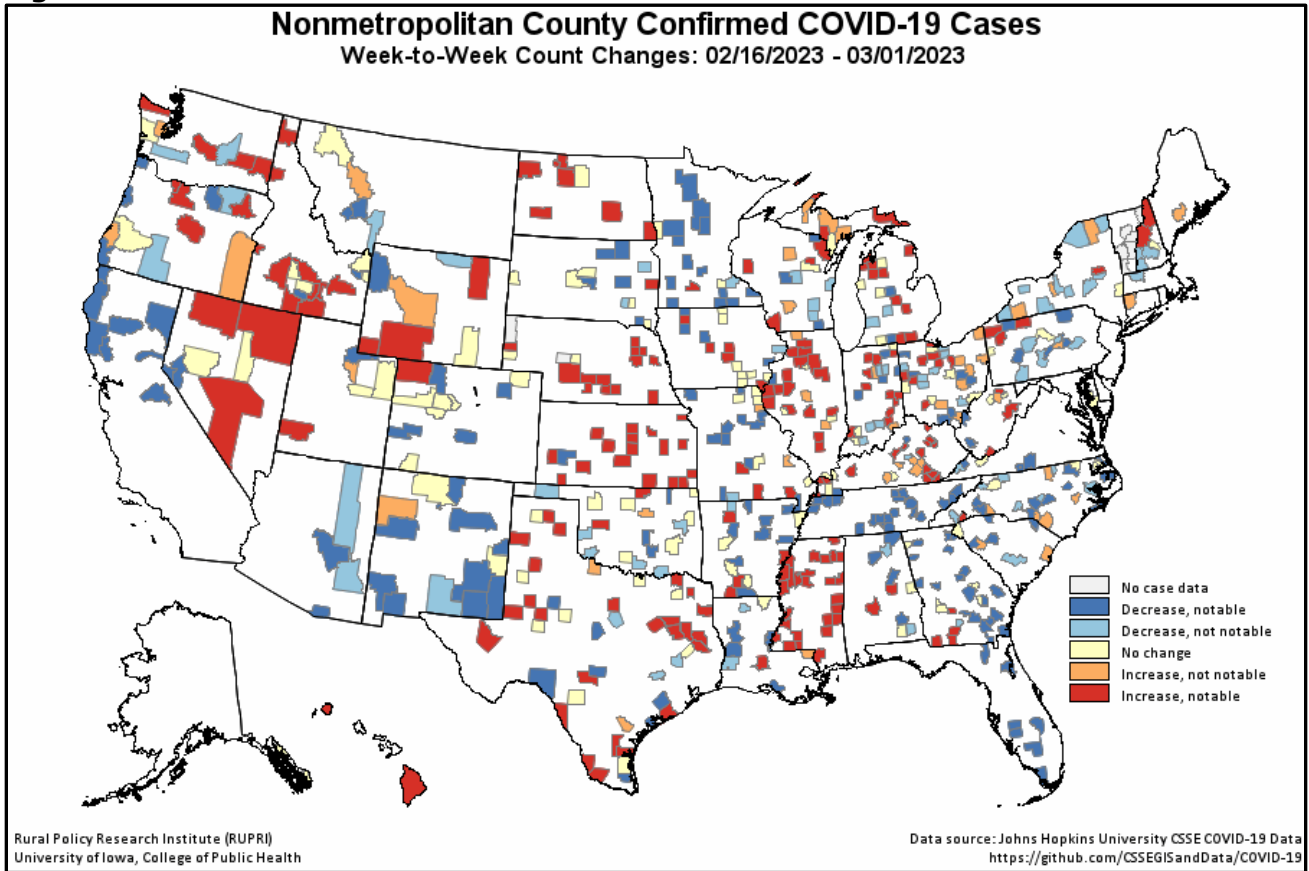 Nonmetropolitan County Confirmed COVID-19 Cases
Week-to-Week Count Changes: 02/16/2023 - 03/01/2023
No case data
Decrease, notable
Decrease, not notable
No change
Increase, not notable
Increase, notable
Rural Policy Research Institute (RUPRI)
University of Iowa, College of Public Health
Data source: Johns Hopkins University CSSE COVID-19 Data
https://github.com/CSSEGISandData/COVID-19